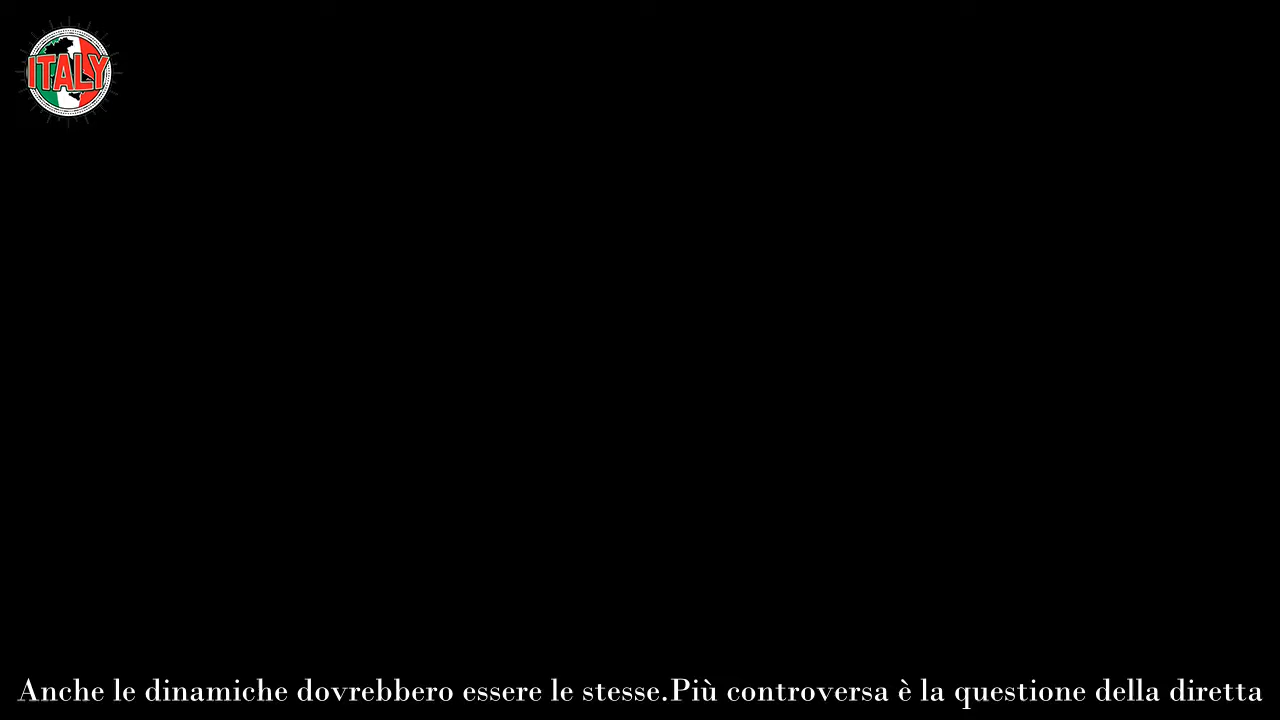 ITALY
Anche le dinamiche dovrebbero essere le stesse.Più controversa è la questione della diretta